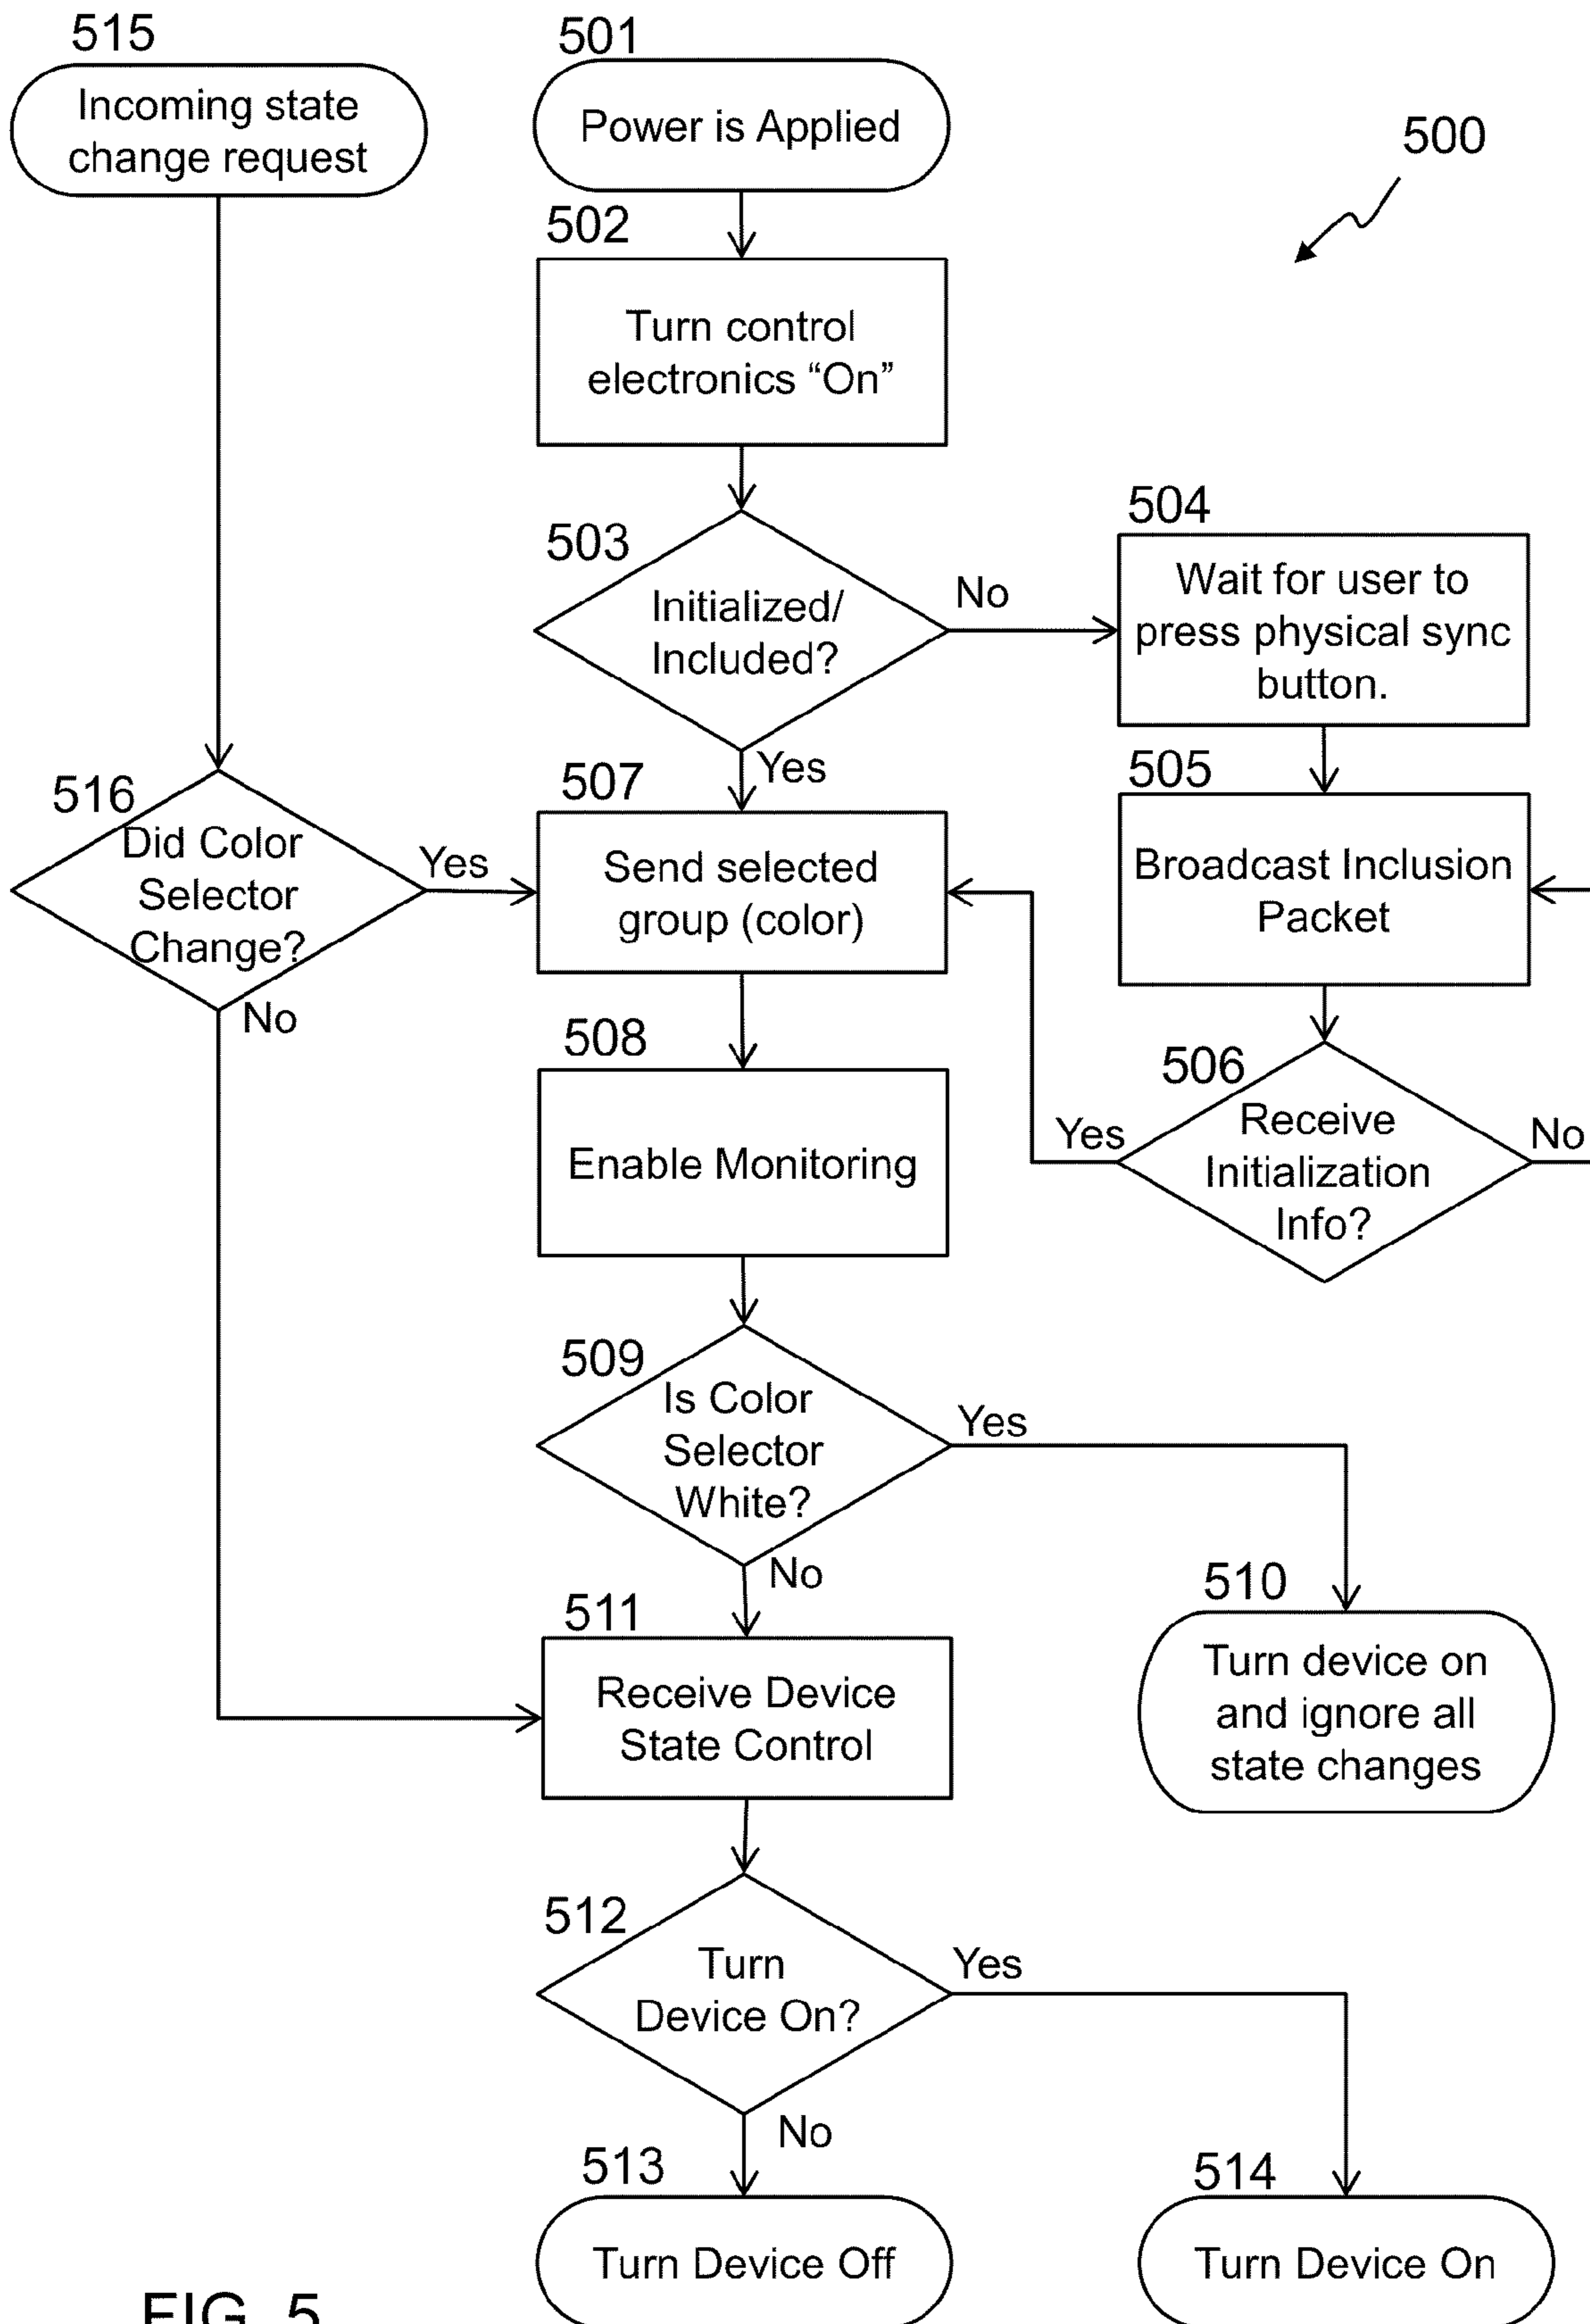 515
Incoming state
change request
501
Power is Applied
500
502
Turn control
electronics “On”
503
Initialized/
Included?
No
Yes
504
Wait for user to
press physical sync
button.
505
Broadcast Inclusion
Packet
506
Receive
Initialization
Info?
Yes
No
516
Did Color
Selector
Change?
Yes
No
507
Send selected
group (color)
508
Enable Monitoring
509
Is Color
Selector
White?
Yes
No
510
Turn device on
and ignore all
state changes
511
Receive Device
State Control
512
Turn
Device On?
Yes
No
513
Turn Device Off
514
Turn Device On
FIG. 5